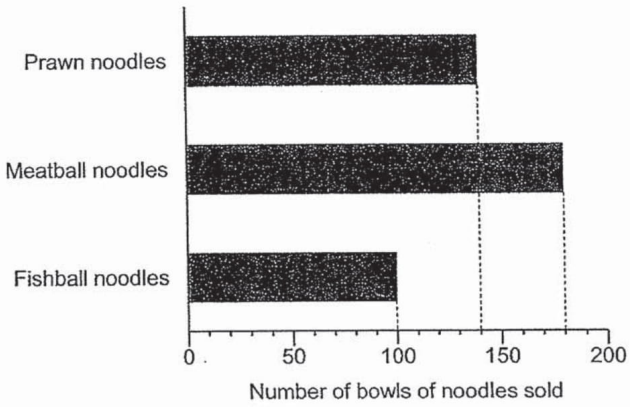 Prawn noodles
Meatball noodles
Fishball noodles
0 50 100 150 200
Number of bowls of noodles sold